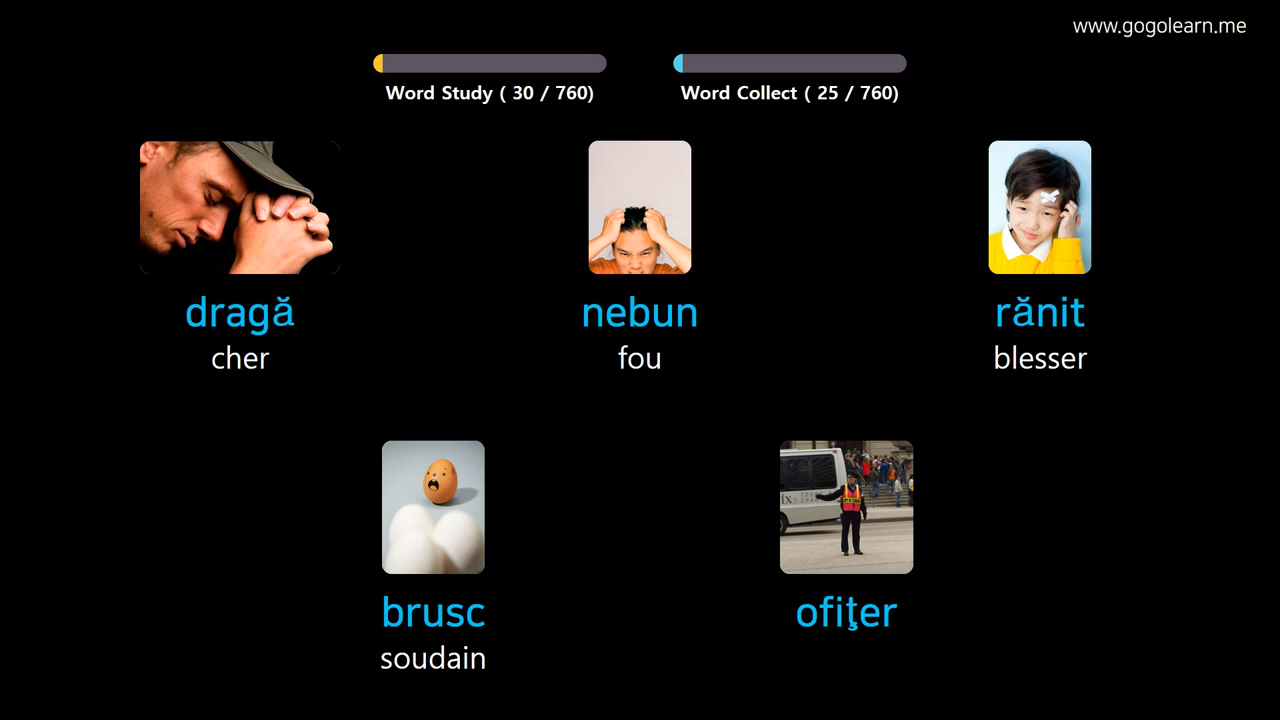 www.gogolearn.me
Word Study ( 30 / 760)
Word Collect ( 25 / 760)
dragă
cher
nebun
fou
rănit
blesser
brusc
soudain
ofiţer